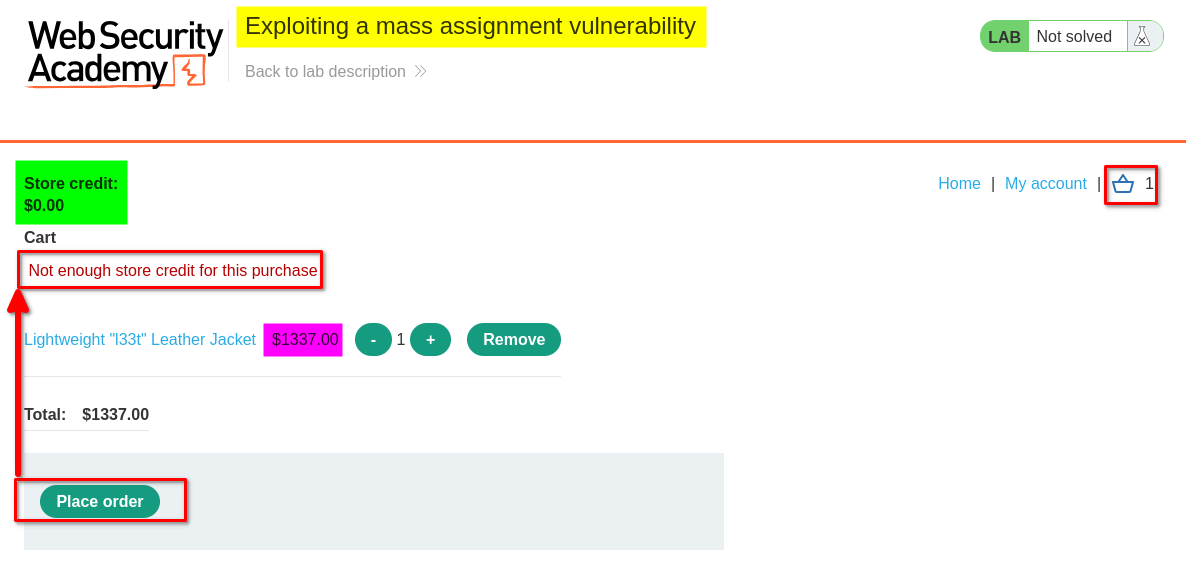 Web Security
Academy
Exploiting a mass assignment vulnerability
Back to lab description
LAB Not solved
Home | My account | 1
Store credit:
$0.00
Cart
Not enough store credit for this purchase
Lightweight "l33t" Leather Jacket $1337.00 - 1 + Remove
Total: $1337.00
Place order